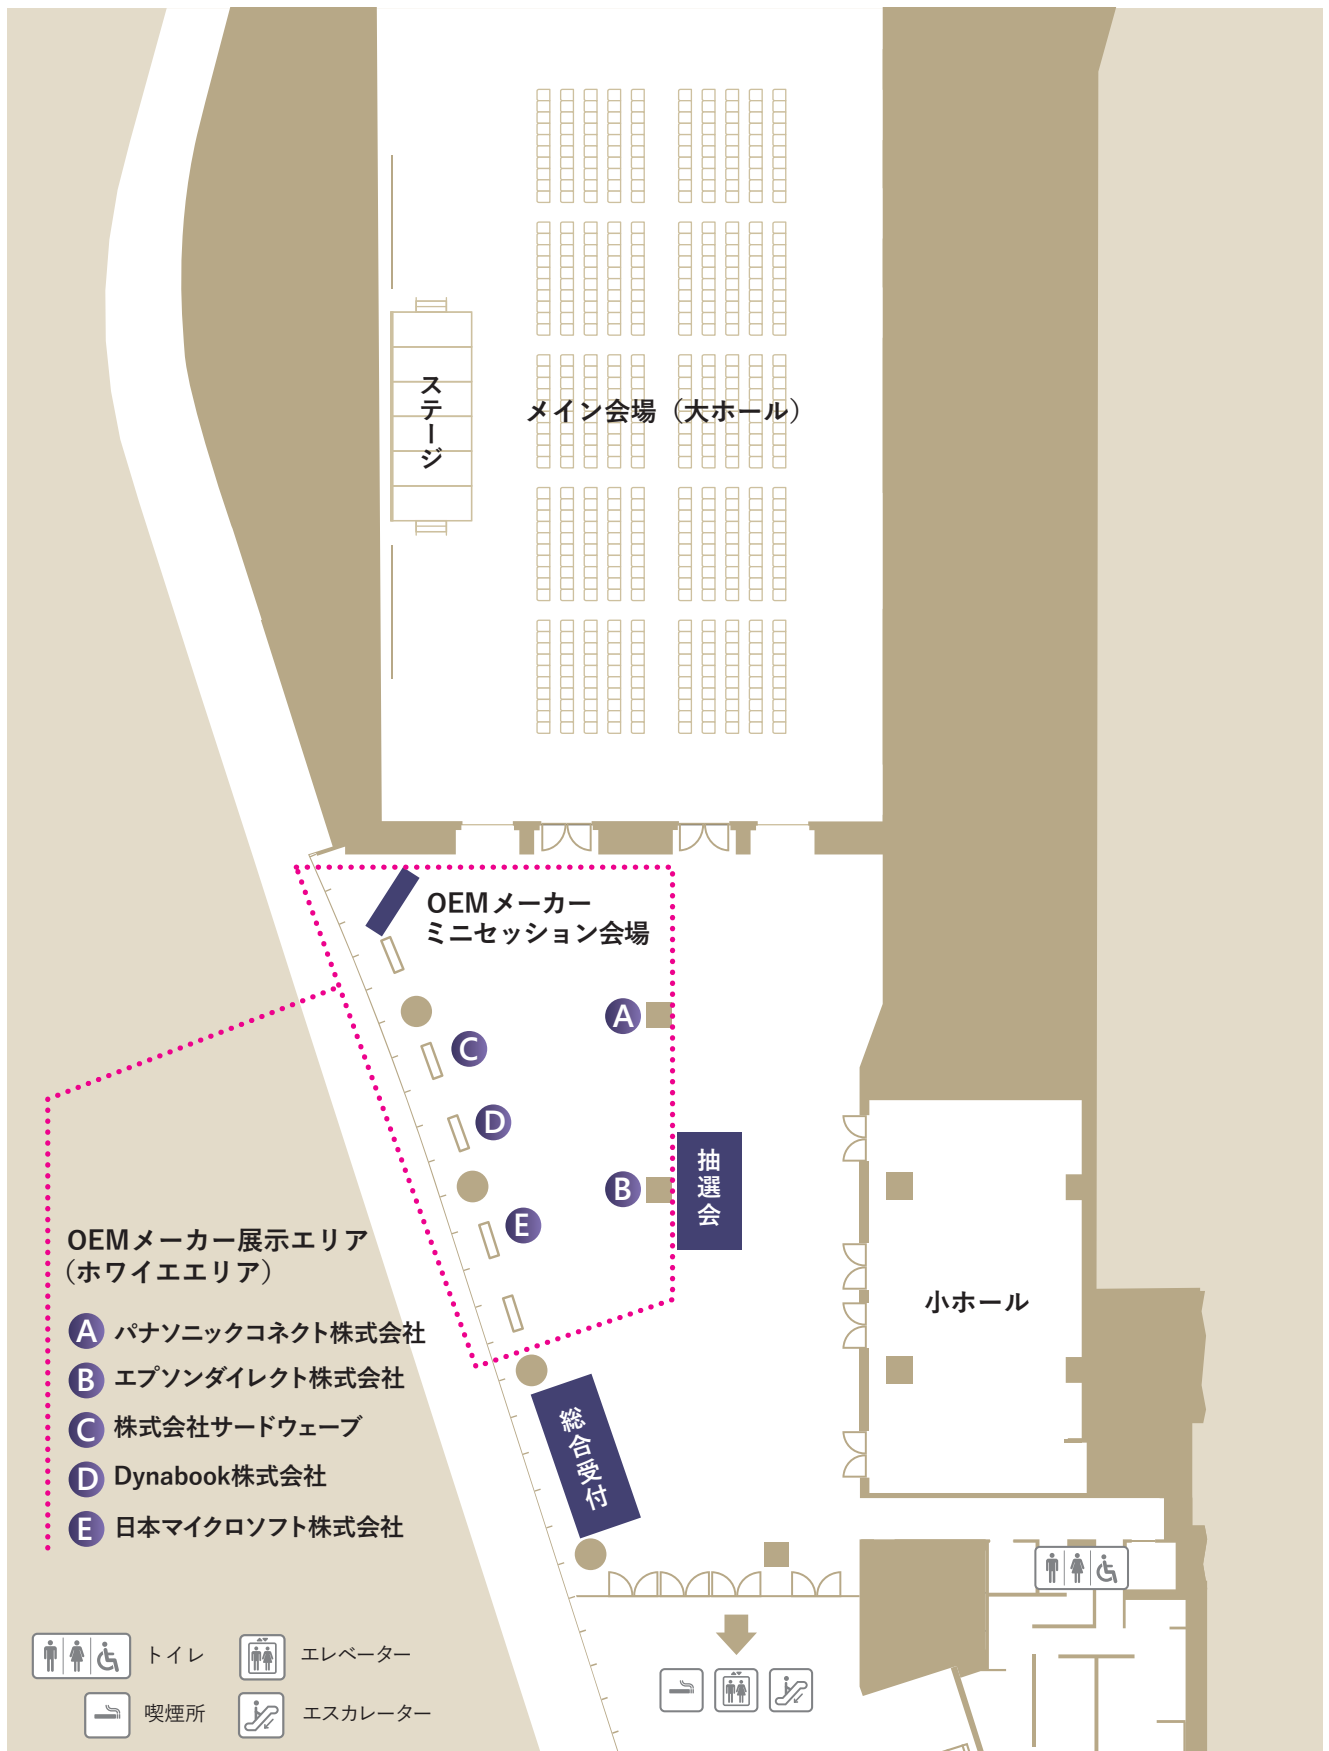 ステージ
メイン会場（大ホール）
OEMメーカー
ミニセッション会場
A
C
D
B
E
抽選会
小ホール
総合受付
OEMメーカー展示エリア
（ホワイエエリア）
A パナソニックコネクト株式会社
B エプソンダイレクト株式会社
C 株式会社サードウェーブ
D Dynabook株式会社
E 日本マイクロソフト株式会社
トイレ
エレベーター
喫煙所
エスカレーター